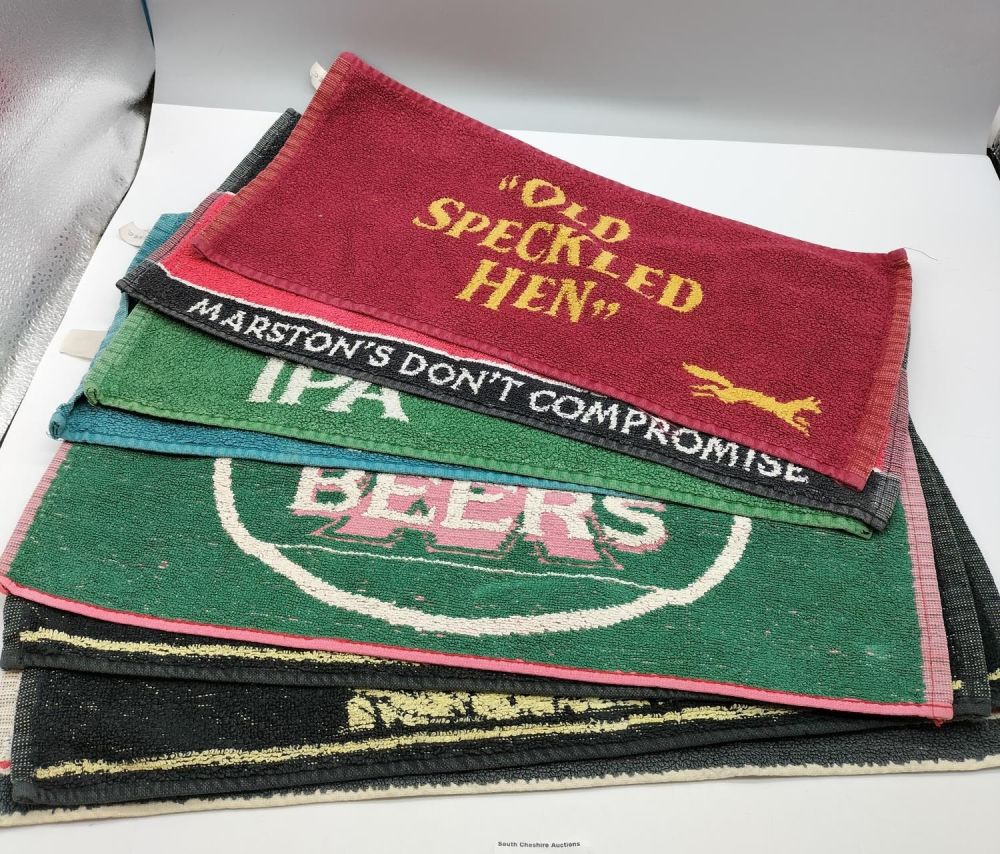 "OLD
SPECKLED
HEN"
MARSTON'S DON'T COMPROMISE
IPA
BEERS
South Cheshire Auctions